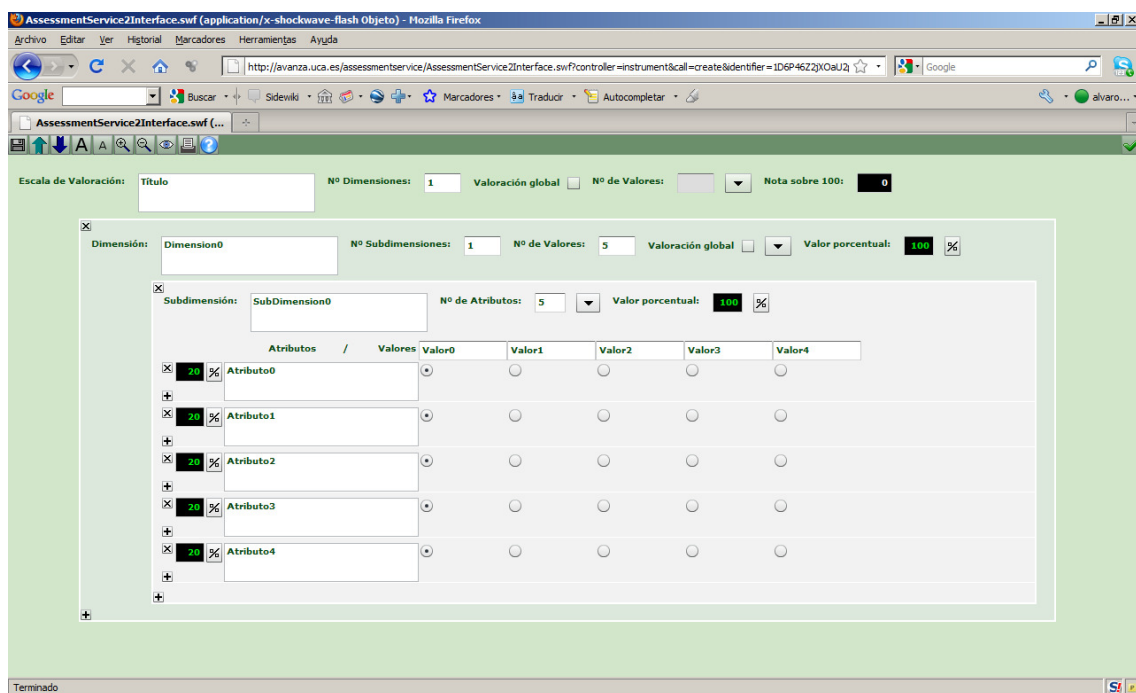 AssessmentService2Interface.swf (application/x-shockwave-flash Objeto) - Mozilla Firefox
Archivo Editar Ver Historial Marcadores Herramientas Ayuda
http://avanza.uca.es/assessmentservice/AssessmentService2Interface.swf?controller=instrument&call=create&identifier=1D6P46Z2jXOaU2j Google
Google Buscar Sidewiki Marcadores Traducir Autocompletar alvaro...
AssessmentService2Interface.swf (...
A A
Escala de Valoración: Título Nº Dimensiones: 1 Valoración global Nº de Valores: Nota sobre 100: 0
Dimensión: Dimension0 Nº Subdimensiones: 1 Nº de Valores: 5 Valoración global Valor porcentual: 100 %
Subdimensión: SubDimension0 Nº de Atributos: 5 Valor porcentual: 100 %
Atributos / Valores Valor0 Valor1 Valor2 Valor3 Valor4
20 % Atributo0
20 % Atributo1
20 % Atributo2
20 % Atributo3
20 % Atributo4
Terminado